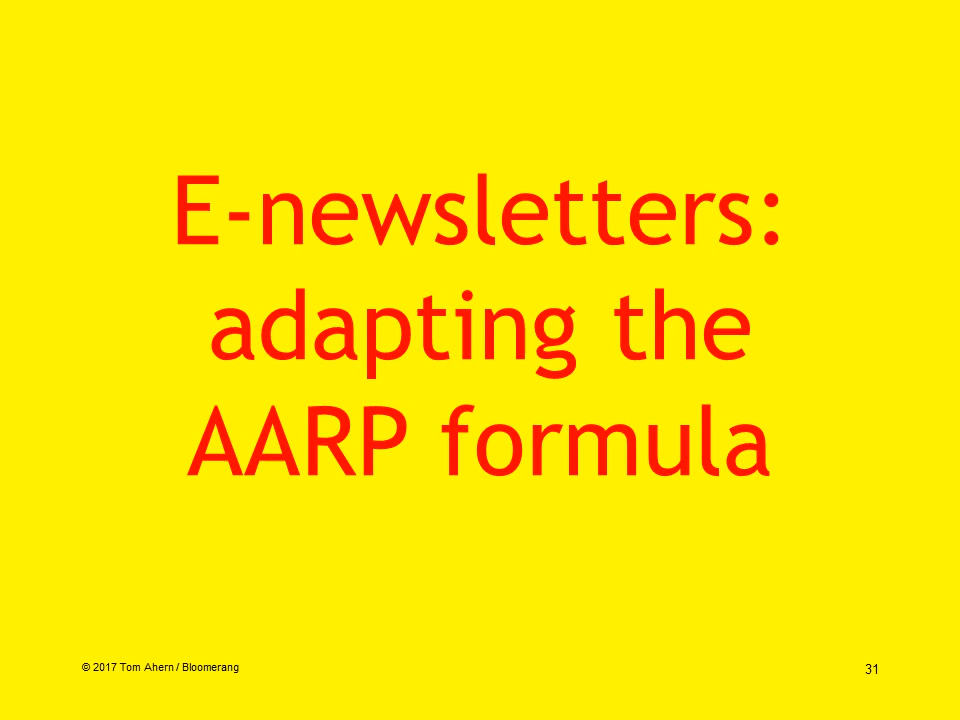 E-newsletters:
adapting the
AARP formula
© 2017 Tom Ahern / Bloomerang
31